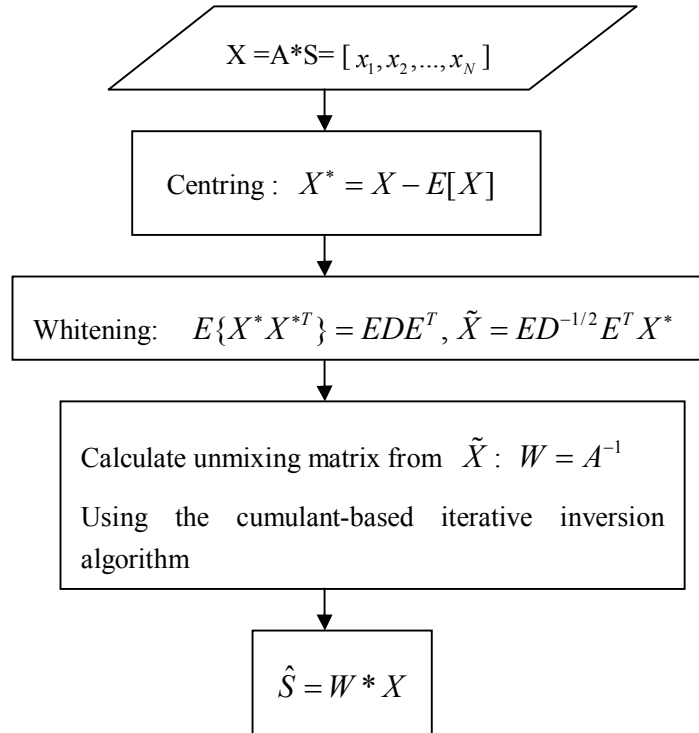 X =A*S= [ x₁, x₂,..., x_N ]
Centring : X* = X − E[X]
Whitening: E{X* X*ᵀ} = EDEᵀ , X̃ = ED⁻¹/² Eᵀ X*
Calculate unmixing matrix from X̃ : W = A⁻¹
Using the cumulant-based iterative inversion
algorithm
Ŝ = W * X